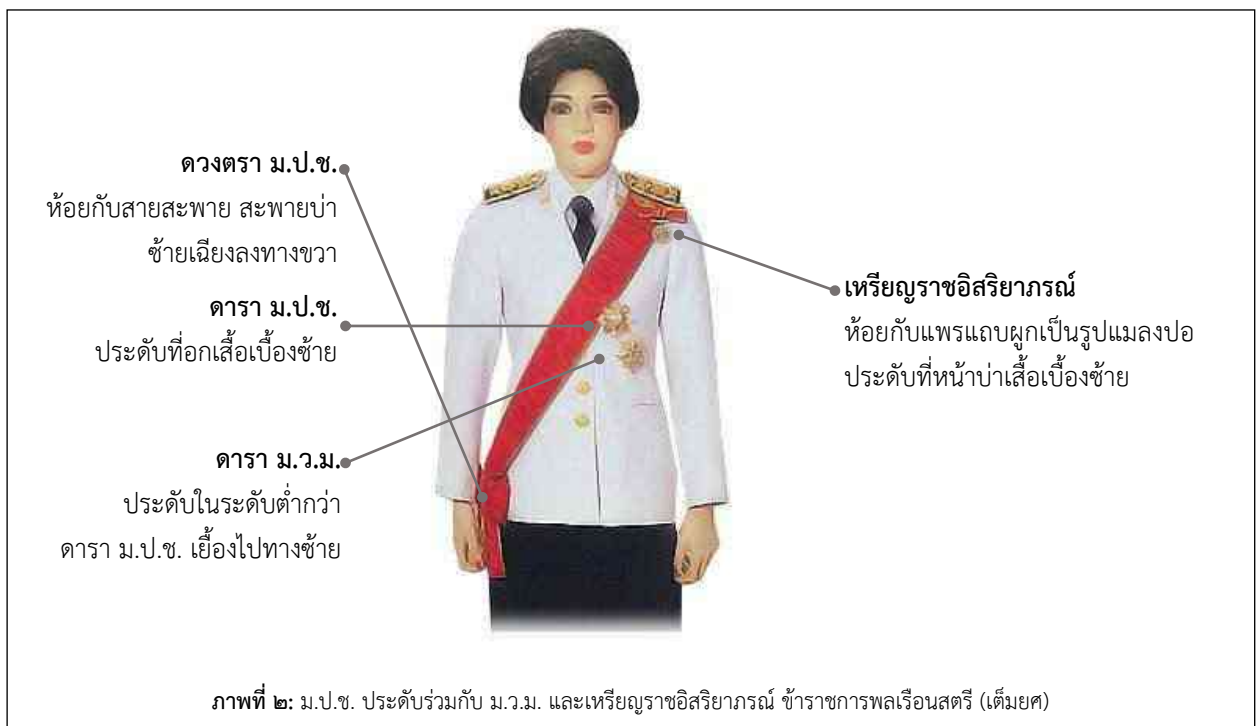 ดวงตรา ม.ป.ช.
ห้อยกับสายสะพาย สะพายบ่า
ซ้ายเฉียงลงทางขวา
ดารา ม.ป.ช.
ประดับที่อกเสื้อเบื้องซ้าย
ดารา ม.ว.ม.
ประดับในระดับต่ำกว่า
ดารา ม.ป.ช. เยื้องไปทางซ้าย
เหรียญราชอิสริยาภรณ์
ห้อยกับแพรแถบผูกเป็นรูปแมลงปอ
ประดับที่หน้าบ่าเสื้อเบื้องซ้าย
ภาพที่ ๒: ม.ป.ช. ประดับร่วมกับ ม.ว.ม. และเหรียญราชอิสริยาภรณ์ ข้าราชการพลเรือนสตรี (เต็มยศ)